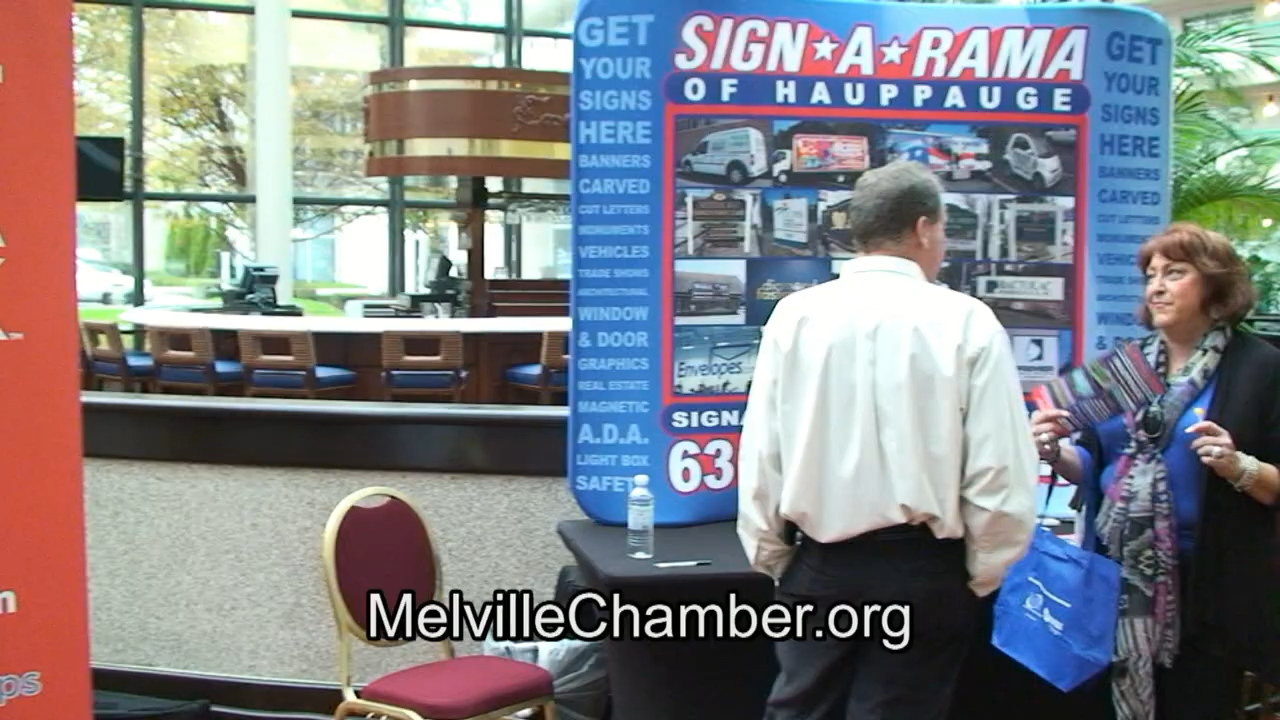 SIGN★A★RAMA
OF HAUPPAUGE
GET
YOUR
SIGNS
HERE
BANNERS
CARVED
CUT LETTERS
MONUMENTS
VEHICLES
TRADE SHOWS
ARCHITECTURAL
WINDOW
& DOOR
GRAPHICS
REAL ESTATE
MAGNETIC
A.D.A.
LIGHT BOX
SAFETY
Envelopes
SIGNA
63
GET
YOUR
SIGNS
HERE
BANNERS
CARVED
CUT LETTERS
MelvilleChamber.org
m
ps